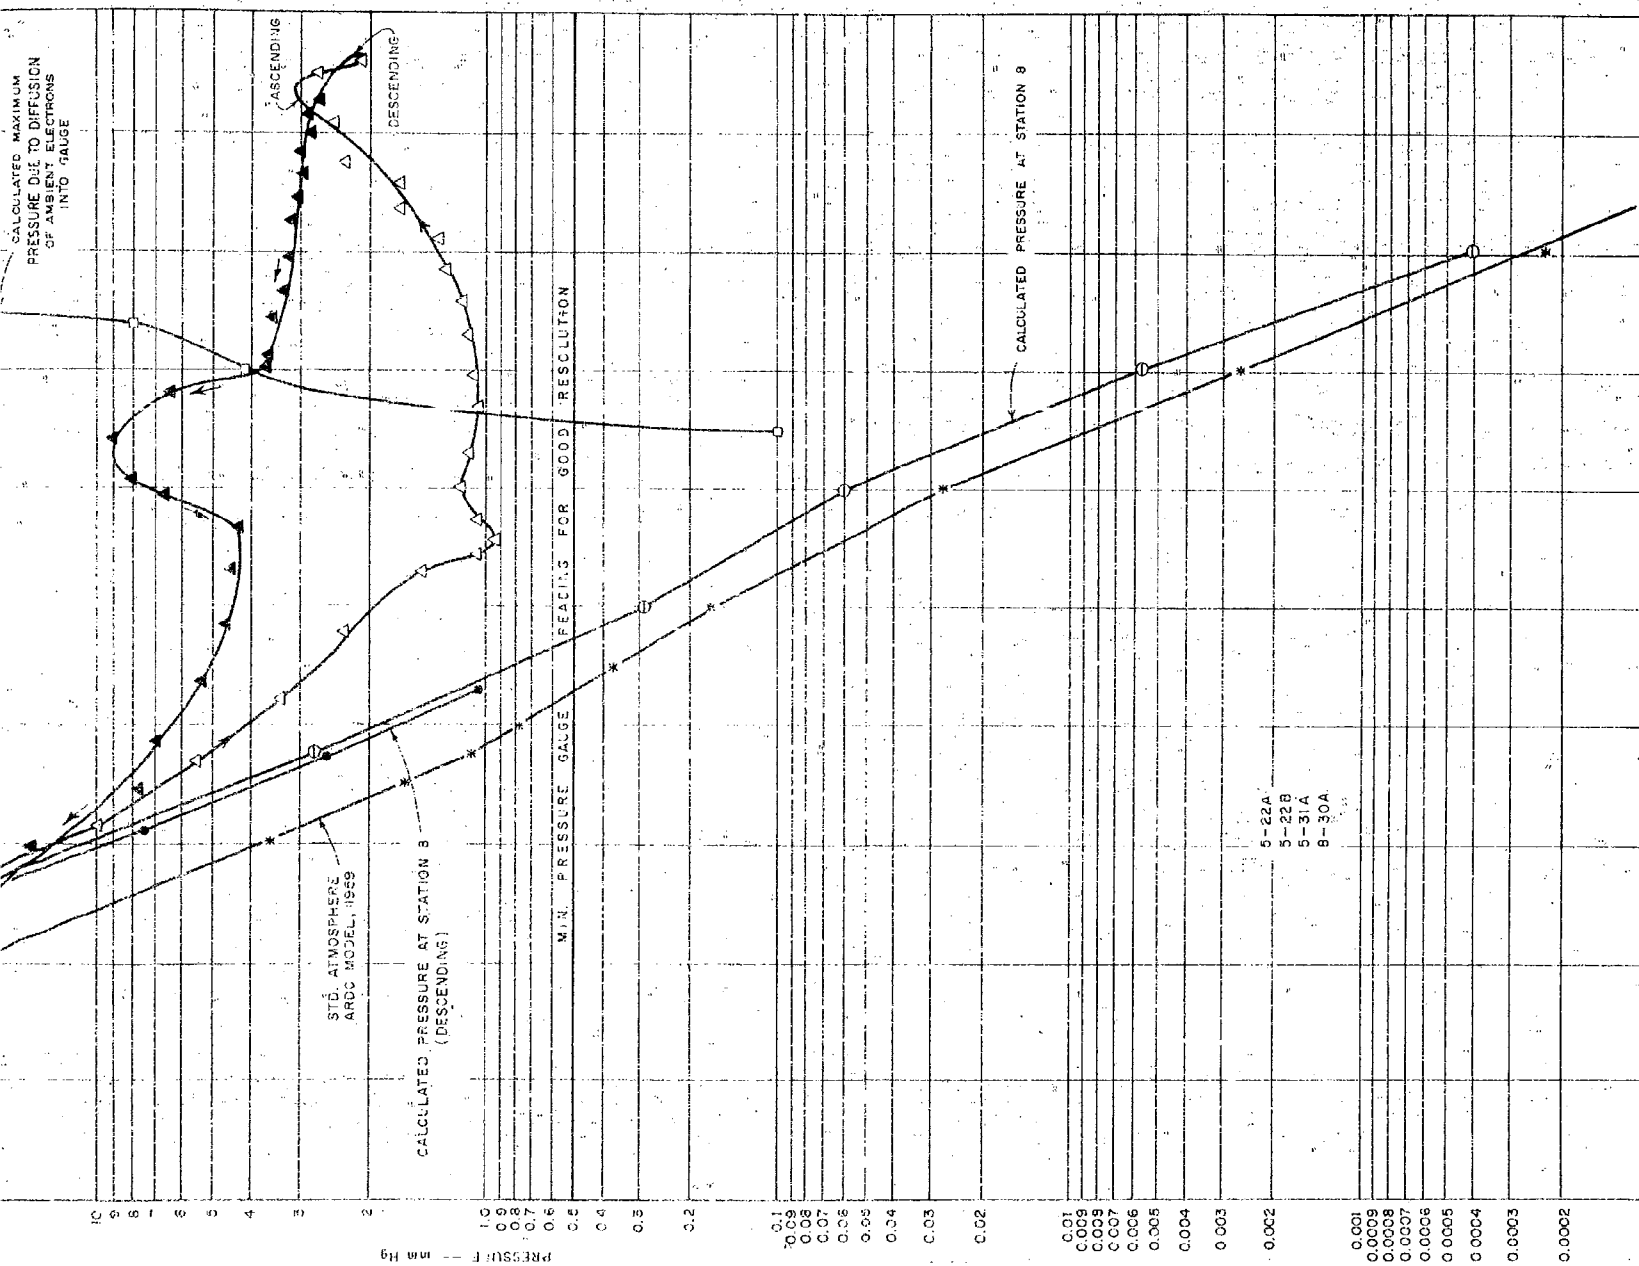 CALCULATED MAXIMUM
PRESSURE DUE TO DIFFUSION
OF AMBIENT ELECTRONS
INTO GAUGE
ASCENDING
DESCENDING
CALCULATED PRESSURE AT STATION 8
MIN. PRESSURE GAUGE READING FOR GOOD RESOLUTION
STD. ATMOSPHERE
ARDC MODEL, 1959
CALCULATED PRESSURE AT STATION 8
(DESCENDING)
5-22A
5-22B
5-31A
8-30A
PRESSURE -- mm Hg
10
9
8
7
6
5
4
3
2
1.0
0.9
0.8
0.7
0.6
0.5
0.4
0.3
0.2
0.1
0.09
0.08
0.07
0.06
0.05
0.04
0.03
0.02
0.01
0.009
0.008
0.007
0.006
0.005
0.004
0.003
0.002
0.001
0.0009
0.0008
0.0007
0.0006
0.0005
0.0004
0.0003
0.0002